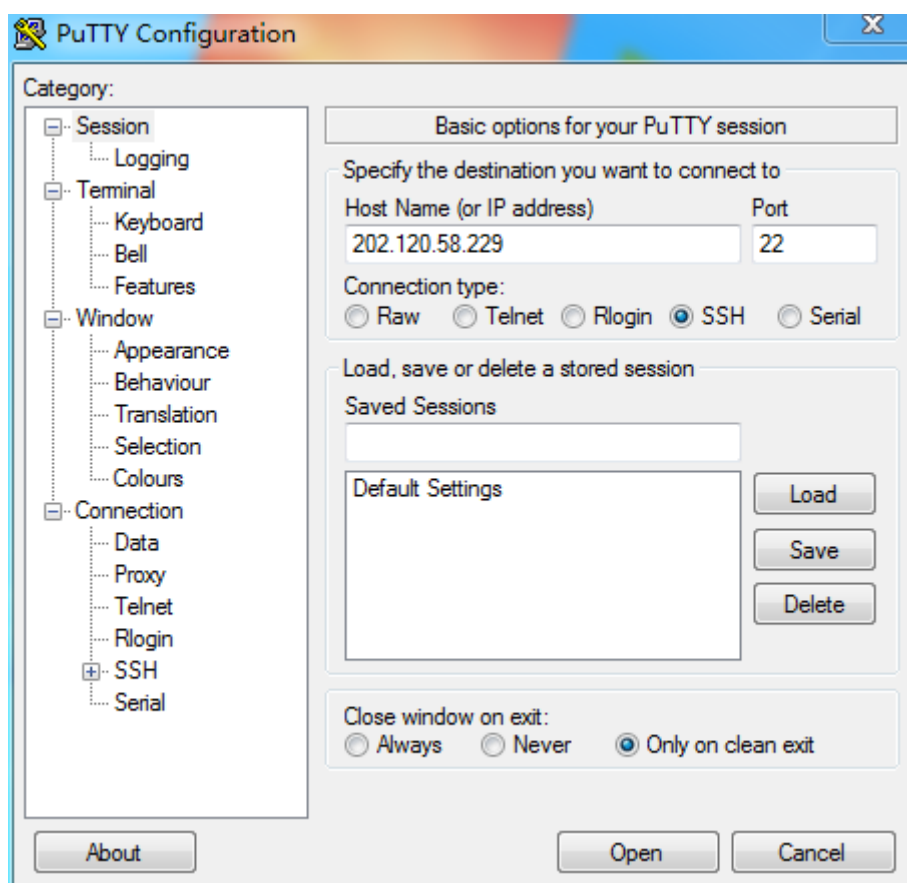 PuTTY Configuration
Category:
Session
Logging
Terminal
Keyboard
Bell
Features
Window
Appearance
Behaviour
Translation
Selection
Colours
Connection
Data
Proxy
Telnet
Rlogin
SSH
Serial
Basic options for your PuTTY session
Specify the destination you want to connect to
Host Name (or IP address) Port
202.120.58.229 22
Connection type:
Raw Telnet Rlogin SSH Serial
Load, save or delete a stored session
Saved Sessions
Default Settings
Load
Save
Delete
Close window on exit:
Always Never Only on clean exit
About Open Cancel